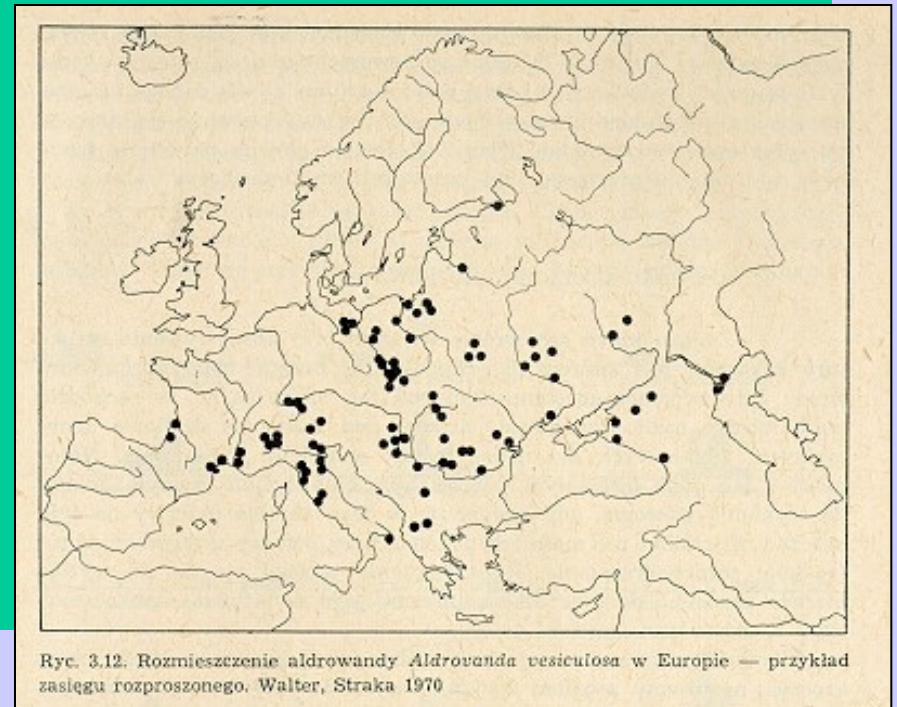 Ryc. 3.12. Rozmieszczenie aldrowandy Aldrovanda vesiculosa w Europie — przykład
zasięgu rozproszonego. Walter, Straka 1970